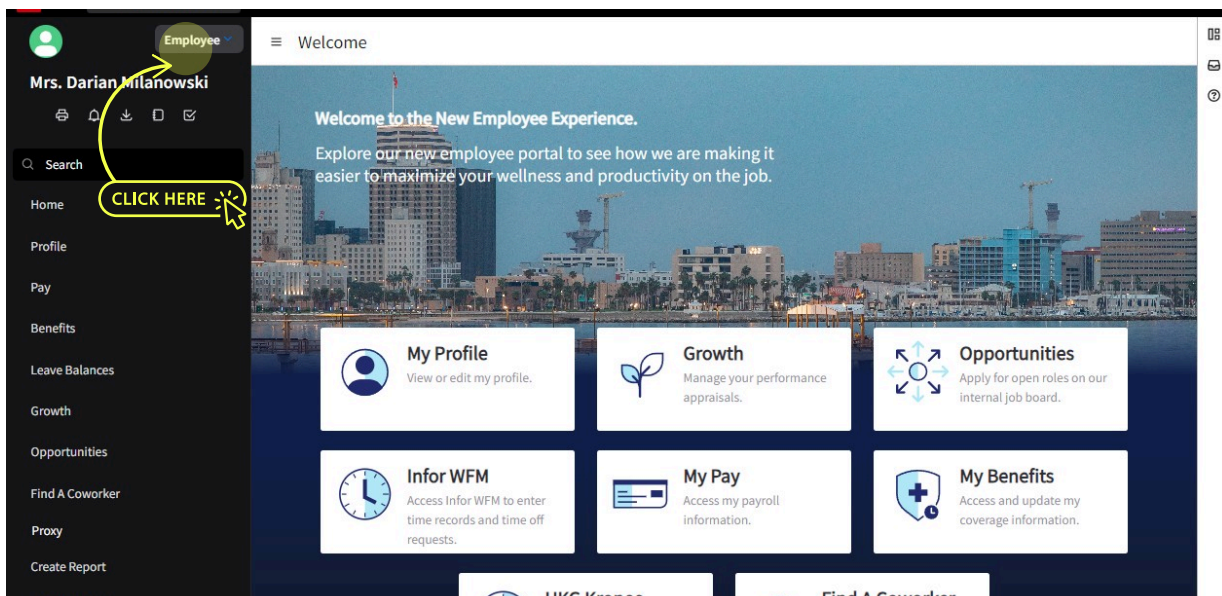 Employee
Mrs. Darian Milanowski
Search
CLICK HERE
Home
Profile
Pay
Benefits
Leave Balances
Growth
Opportunities
Find A Coworker
Proxy
Create Report
Welcome
Welcome to the New Employee Experience.
Explore our new employee portal to see how we are making it
easier to maximize your wellness and productivity on the job.
My Profile
View or edit my profile.
Growth
Manage your performance
appraisals.
Opportunities
Apply for open roles on our
internal job board.
Infor WFM
Access Infor WFM to enter
time records and time off
requests.
My Pay
Access my payroll
information.
My Benefits
Access and update my
coverage information.
UKG Kronos
Find A Coworker